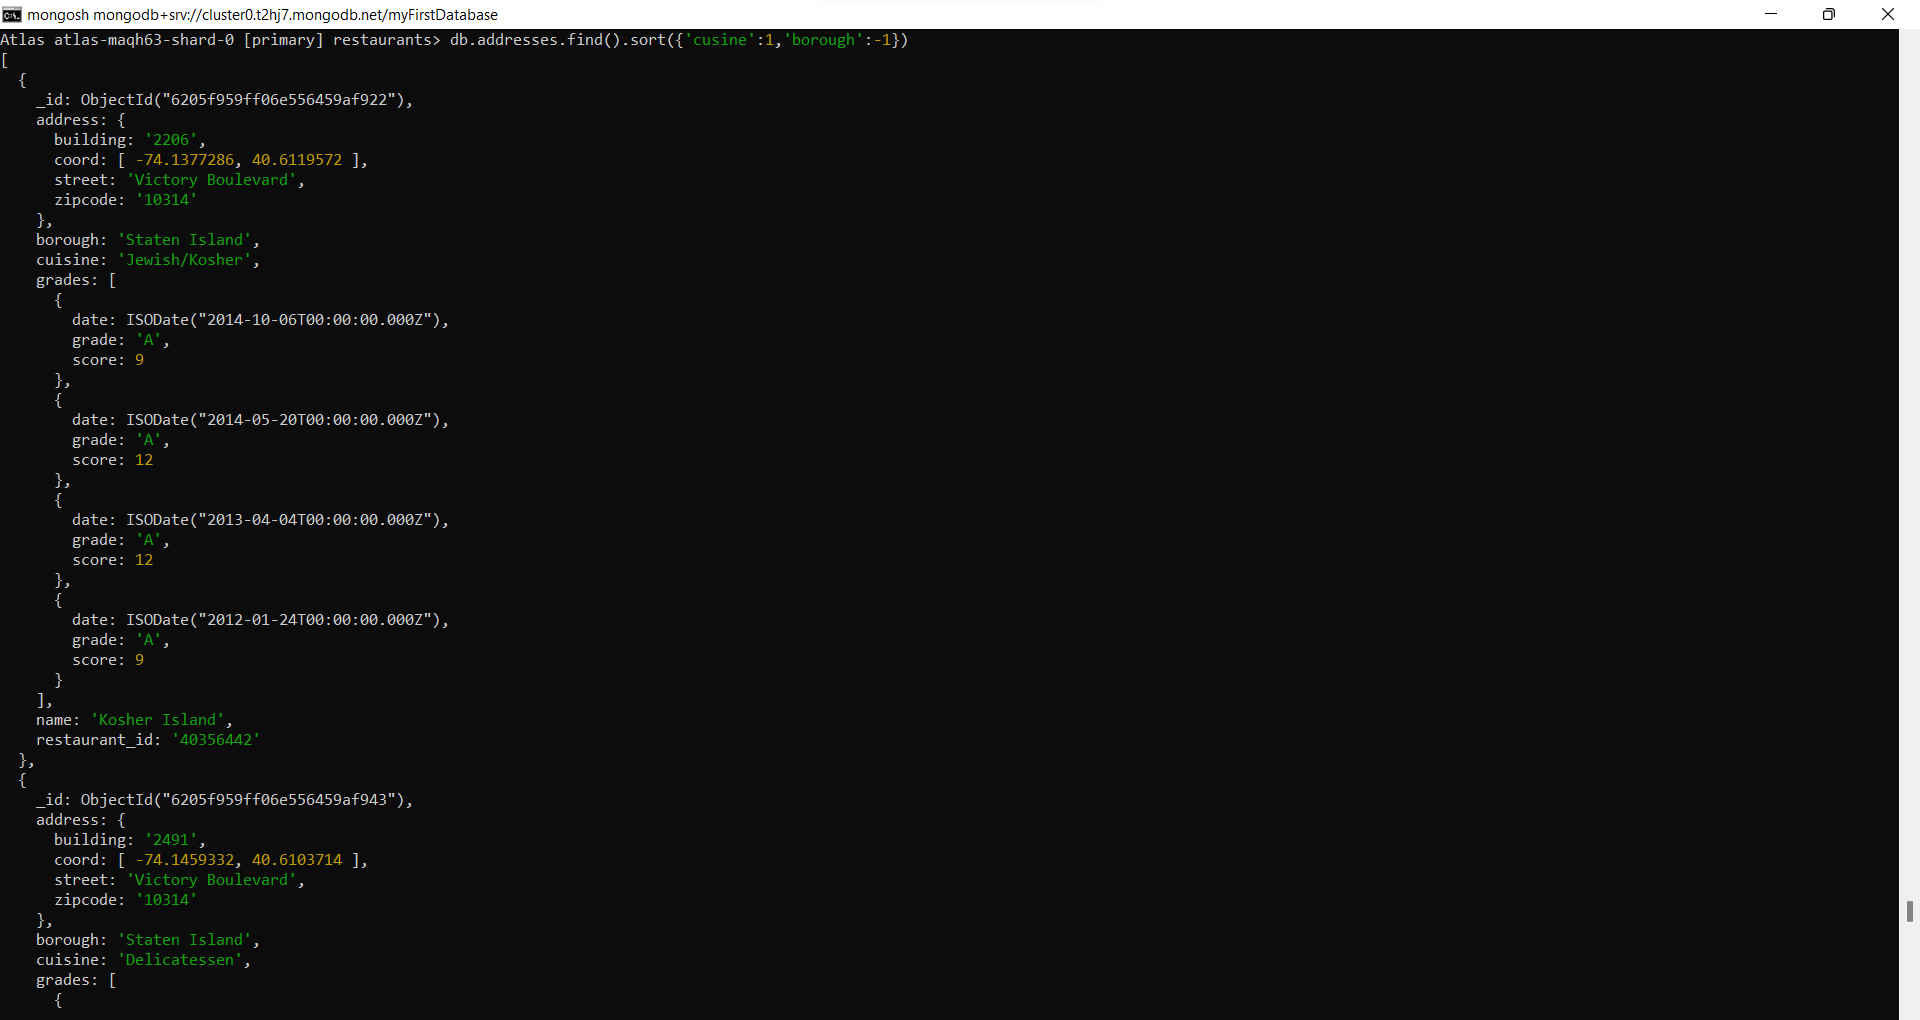 mongosh mongodb+srv://cluster0.t2hj7.mongodb.net/myFirstDatabase
Atlas atlas-maqh63-shard-0 [primary] restaurants> db.addresses.find().sort({'cusine':1,'borough':-1})
[
  {
    _id: ObjectId("6205f959ff06e556459af922"),
    address: {
      building: '2206',
      coord: [ -74.1377286, 40.6119572 ],
      street: 'Victory Boulevard',
      zipcode: '10314'
    },
    borough: 'Staten Island',
    cuisine: 'Jewish/Kosher',
    grades: [
      {
        date: ISODate("2014-10-06T00:00:00.000Z"),
        grade: 'A',
        score: 9
      },
      {
        date: ISODate("2014-05-20T00:00:00.000Z"),
        grade: 'A',
        score: 12
      },
      {
        date: ISODate("2013-04-04T00:00:00.000Z"),
        grade: 'A',
        score: 12
      },
      {
        date: ISODate("2012-01-24T00:00:00.000Z"),
        grade: 'A',
        score: 9
      }
    ],
    name: 'Kosher Island',
    restaurant_id: '40356442'
  },
  {
    _id: ObjectId("6205f959ff06e556459af943"),
    address: {
      building: '2491',
      coord: [ -74.1459332, 40.6103714 ],
      street: 'Victory Boulevard',
      zipcode: '10314'
    },
    borough: 'Staten Island',
    cuisine: 'Delicatessen',
    grades: [
      {